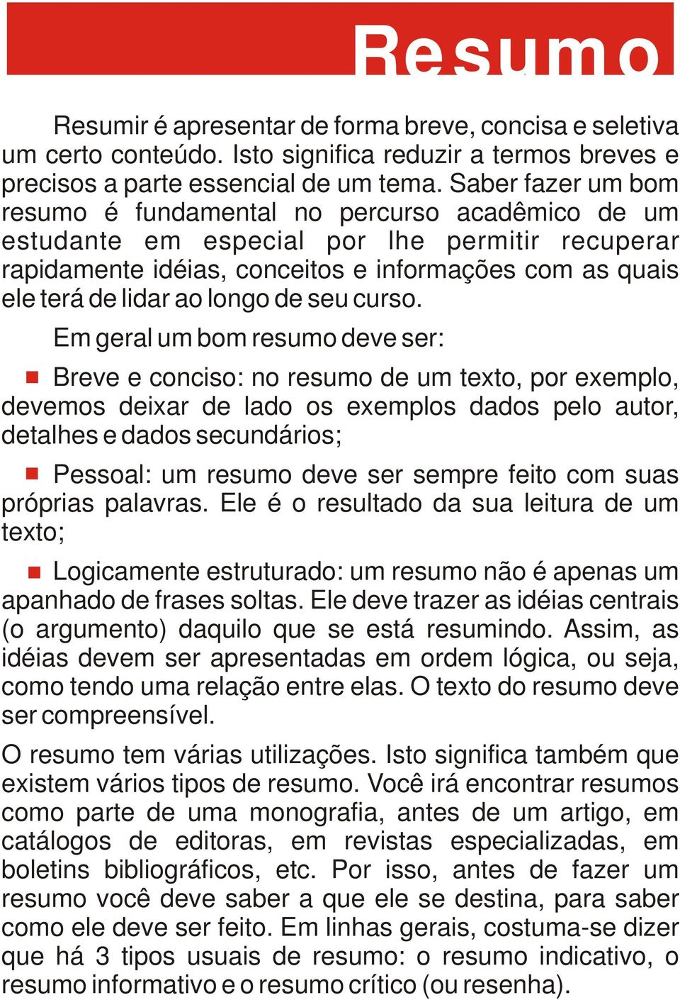 Resumo
Resumir é apresentar de forma breve, concisa e seletiva
um certo conteúdo. Isto significa reduzir a termos breves e
precisos a parte essencial de um tema. Saber fazer um bom
resumo é fundamental no percurso acadêmico de um
estudante em especial por lhe permitir recuperar
rapidamente idéias, conceitos e informações com as quais
ele terá de lidar ao longo de seu curso.
Em geral um bom resumo deve ser:
Breve e conciso: no resumo de um texto, por exemplo,
devemos deixar de lado os exemplos dados pelo autor,
detalhes e dados secundários;
Pessoal: um resumo deve ser sempre feito com suas
próprias palavras. Ele é o resultado da sua leitura de um
texto;
Logicamente estruturado: um resumo não é apenas um
apanhado de frases soltas. Ele deve trazer as idéias centrais
(o argumento) daquilo que se está resumindo. Assim, as
idéias devem ser apresentadas em ordem lógica, ou seja,
como tendo uma relação entre elas. O texto do resumo deve
ser compreensível.
O resumo tem várias utilizações. Isto significa também que
existem vários tipos de resumo. Você irá encontrar resumos
como parte de uma monografia, antes de um artigo, em
catálogos de editoras, em revistas especializadas, em
boletins bibliográficos, etc. Por isso, antes de fazer um
resumo você deve saber a que ele se destina, para saber
como ele deve ser feito. Em linhas gerais, costuma-se dizer
que há 3 tipos usuais de resumo: o resumo indicativo, o
resumo informativo e o resumo crítico (ou resenha).